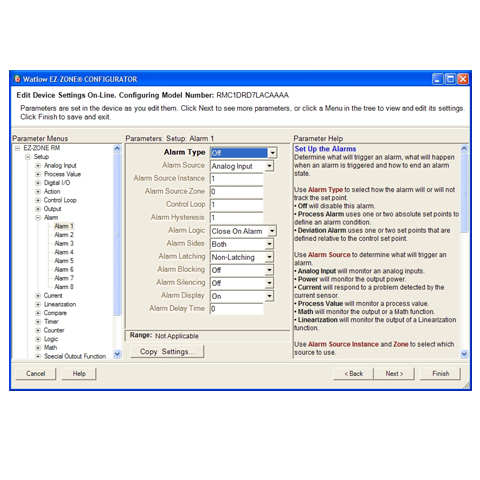 Watlow EZ-ZONE® CONFIGURATOR
Edit Device Settings On-Line. Configuring Model Number: RMC1DRD7LACAAAA
Parameters are set in the device as you edit them. Click Next to see more parameters, or click a Menu in the tree to view and edit its settings.
Click Finish to save and exit.
Parameter Menus
EZ-ZONE RM
Setup
Analog Input
Process Value
Digital I/O
Action
Control Loop
Output
Alarm
Alarm 1
Alarm 2
Alarm 3
Alarm 4
Alarm 5
Alarm 6
Alarm 7
Alarm 8
Current
Linearization
Compare
Timer
Counter
Logic
Math
Special Output Function
Parameters: Setup: Alarm 1
Alarm Type Off
Alarm Source Analog Input
Alarm Source Instance 1
Alarm Source Zone 0
Control Loop 1
Alarm Hysteresis 1
Alarm Logic Close On Alarm
Alarm Sides Both
Alarm Latching Non-Latching
Alarm Blocking Off
Alarm Silencing Off
Alarm Display On
Alarm Delay Time 0
Range: Not Applicable
Copy Settings...
Parameter Help
Set Up the Alarms
Determine what will trigger an alarm, what will happen
when an alarm is triggered and how to end an alarm
state.
Use Alarm Type to select how the alarm will or will not
track the set point.
• Off will disable this alarm.
• Process Alarm uses one or two absolute set points to
define an alarm condition.
• Deviation Alarm uses one or two set points that are
defined relative to the control set point.
Use Alarm Source to determine what will trigger an
alarm.
• Analog Input will monitor an analog inputs.
• Power will monitor the output power.
• Current will respond to a problem detected by the
current sensor.
• Process Value will monitor a process value.
• Math will monitor the output or a Math function.
• Linearization will monitor the output of a Linearization
function.
Use Alarm Source Instance and Zone to select which
source to use.
Cancel
Help
< Back
Next >
Finish